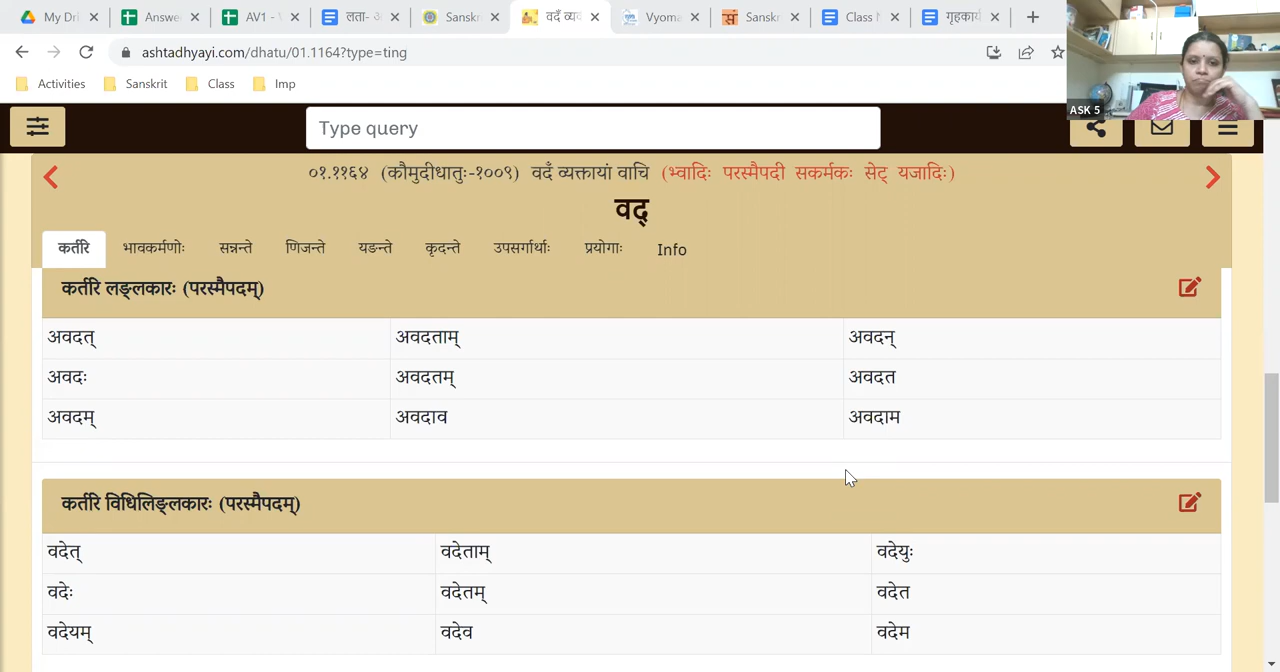 My Dri
Answe
AV1 -
लता- अ
Sanskr
वदँ व्यत
Vyoma
Sanskr
Class N
गृहकार्य
ashtadhyayi.com/dhatu/01.1164?type=ting
Activities Sanskrit Class Imp
ASK 5
Type query
०१.११६४ (कौमुदीधातुः-१००९) वदँ व्यक्तायां वाचि (भ्वादिः परस्मैपदी सकर्मकः सेट् यजादिः)
वद्
कर्तरि भावकर्मणोः सन्नन्ते णिजन्ते यङन्ते कृदन्ते उपसर्गार्थाः प्रयोगाः Info
कर्तरि लङ्लकारः (परस्मैपदम्)
अवदत् अवदताम् अवदन्
अवदः अवदतम् अवदत
अवदम् अवदाव अवदाम
कर्तरि विधिलिङ्लकारः (परस्मैपदम्)
वदेत् वदेताम् वदेयुः
वदेः वदेतम् वदेत
वदेयम् वदेव वदेम